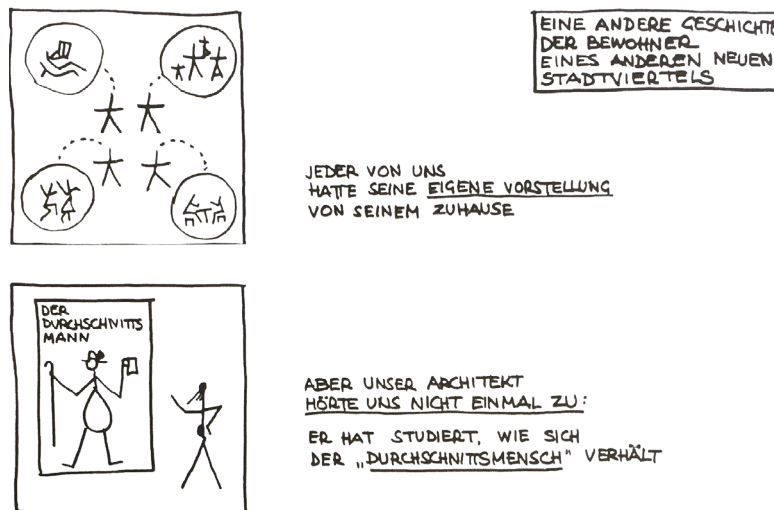 EINE ANDERE GESCHICHTE
DER BEWOHNER
EINES ANDEREN NEUEN
STADTVIERTELS
JEDER VON UNS
HATTE SEINE EIGENE VORSTELLUNG
VON SEINEM ZUHAUSE
DER
DURCHSCHNITTS
MANN
ABER UNSER ARCHITEKT
HÖRTE UNS NICHT EINMAL ZU:
ER HAT STUDIERT, WIE SICH
DER „DURCHSCHNITTSMENSCH" VERHÄLT